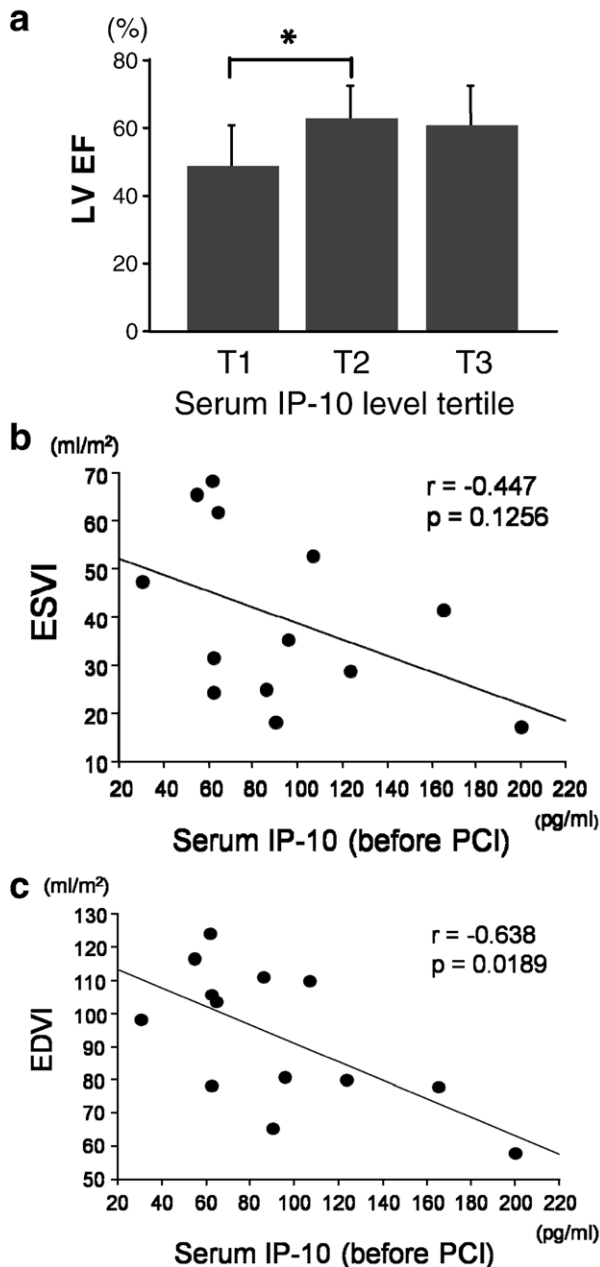 a
(%)
*
80
60
40
20
0
LV EF
T1 T2 T3
Serum IP-10 level tertile
b
(ml/m²)
r = -0.447
p = 0.1256
70
60
50
40
30
20
10
ESVI
20 40 60 80 100 120 140 160 180 200 220
(pg/ml)
Serum IP-10 (before PCI)
c
(ml/m²)
r = -0.638
p = 0.0189
130
120
110
100
90
80
70
60
50
EDVI
20 40 60 80 100 120 140 160 180 200 220
(pg/ml)
Serum IP-10 (before PCI)